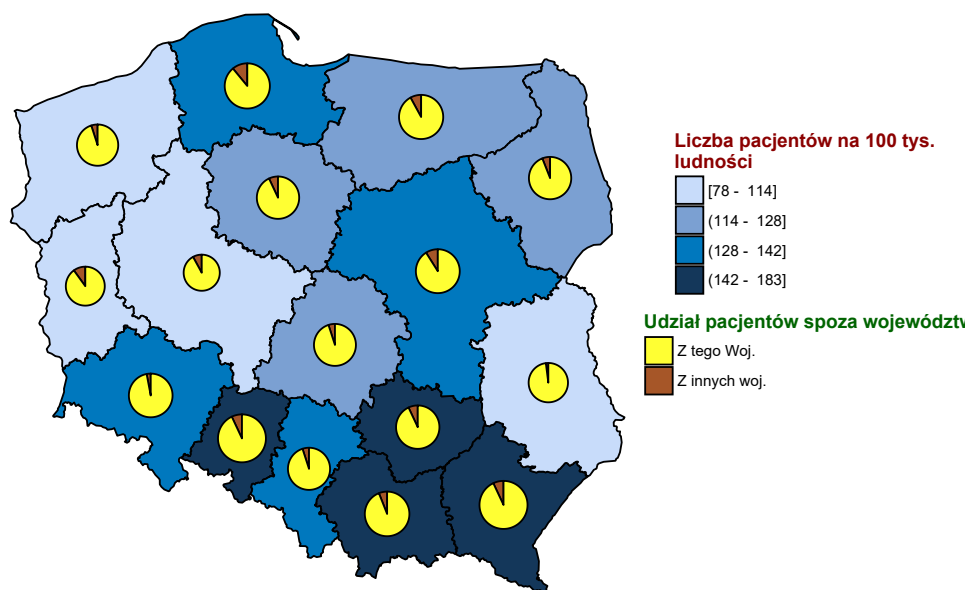 Liczba pacjentów na 100 tys.
ludności
[78 - 114]
(114 - 128]
(128 - 142]
(142 - 183]
Udział pacjentów spoza województw
Z tego Woj.
Z innych woj.